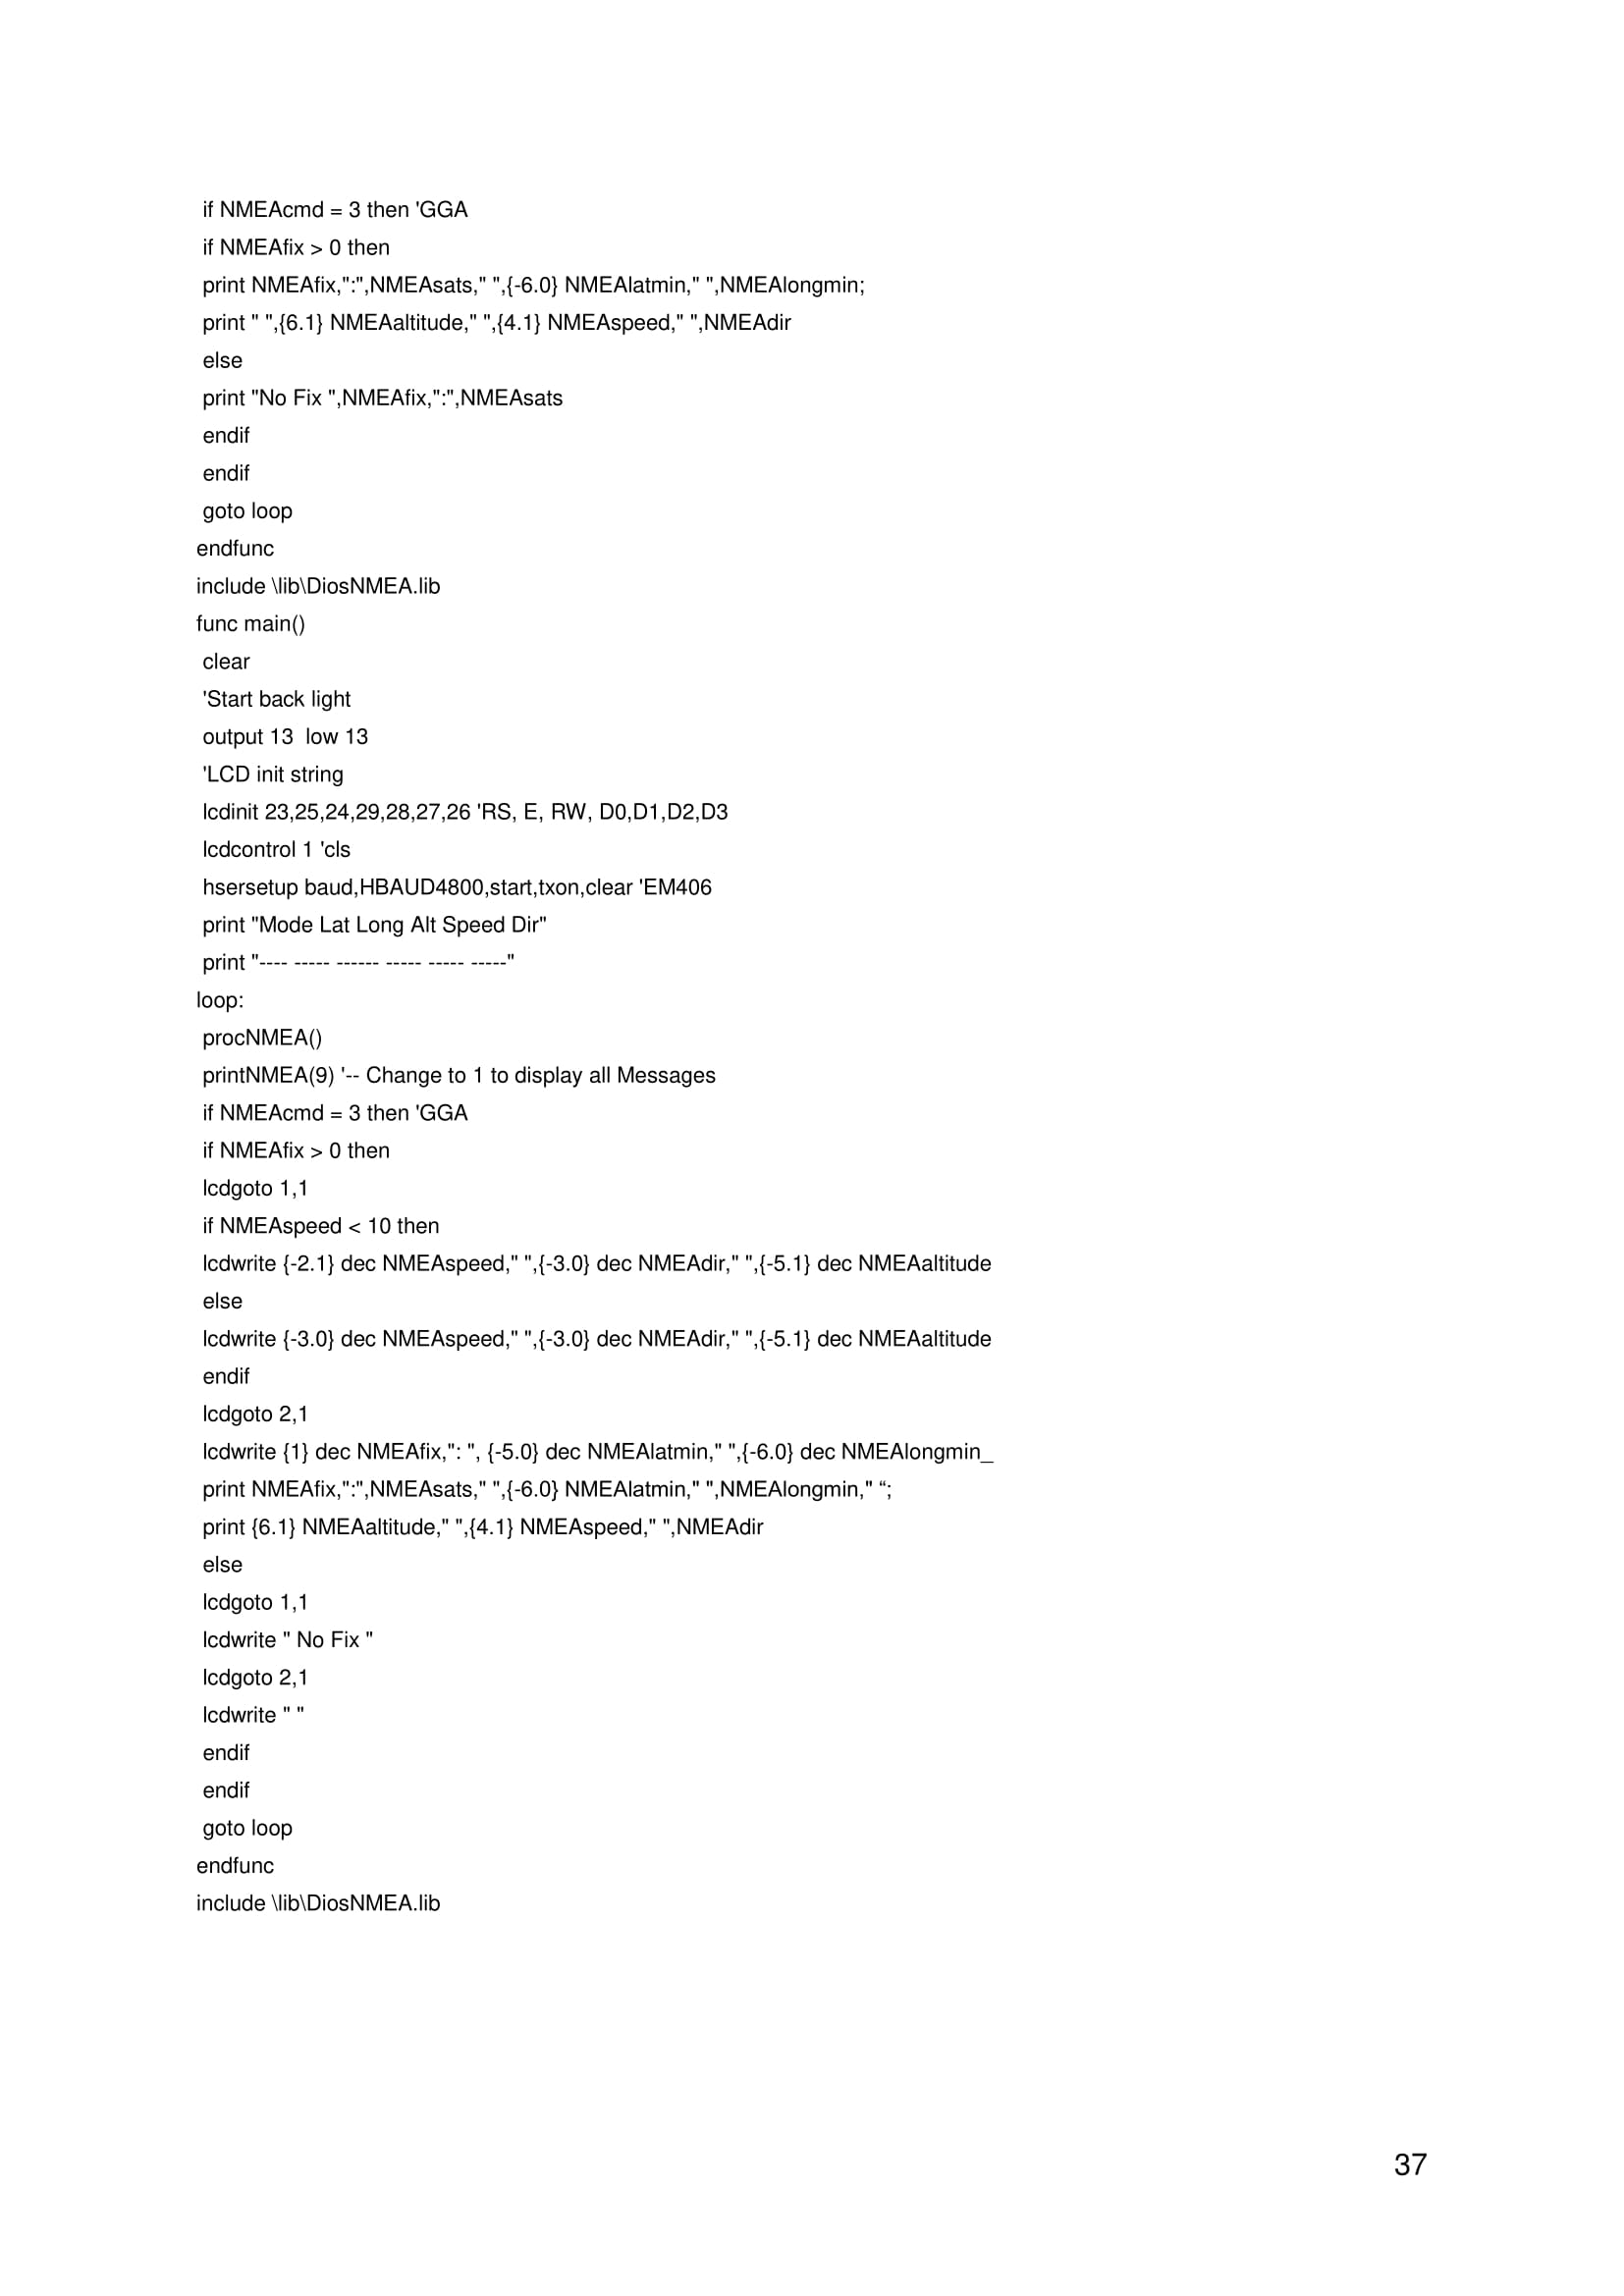 if NMEAcmd = 3 then 'GGA
if NMEAfix > 0 then
print NMEAfix,":",NMEAsats," ",{-6.0} NMEAlatmin," ",NMEAlongmin;
print " ",{6.1} NMEAaltitude," ",{4.1} NMEAspeed," ",NMEAdir
else
print "No Fix ",NMEAfix,":",NMEAsats
endif
endif
goto loop
endfunc
include \lib\DiosNMEA.lib
func main()
clear
'Start back light
output 13  low 13
'LCD init string
lcdinit 23,25,24,29,28,27,26 'RS, E, RW, D0,D1,D2,D3
lcdcontrol 1 'cls
hsersetup baud,HBAUD4800,start,txon,clear 'EM406
print "Mode Lat Long Alt Speed Dir"
print "---- ----- ------ ----- ----- -----"
loop:
procNMEA()
printNMEA(9) '-- Change to 1 to display all Messages
if NMEAcmd = 3 then 'GGA
if NMEAfix > 0 then
lcdgoto 1,1
if NMEAspeed < 10 then
lcdwrite {-2.1} dec NMEAspeed," ",{-3.0} dec NMEAdir," ",{-5.1} dec NMEAaltitude
else
lcdwrite {-3.0} dec NMEAspeed," ",{-3.0} dec NMEAdir," ",{-5.1} dec NMEAaltitude
endif
lcdgoto 2,1
lcdwrite {1} dec NMEAfix,": ", {-5.0} dec NMEAlatmin," ",{-6.0} dec NMEAlongmin_
print NMEAfix,":",NMEAsats," ",{-6.0} NMEAlatmin," ",NMEAlongmin," “;
print {6.1} NMEAaltitude," ",{4.1} NMEAspeed," ",NMEAdir
else
lcdgoto 1,1
lcdwrite " No Fix "
lcdgoto 2,1
lcdwrite " "
endif
endif
goto loop
endfunc
include \lib\DiosNMEA.lib
37